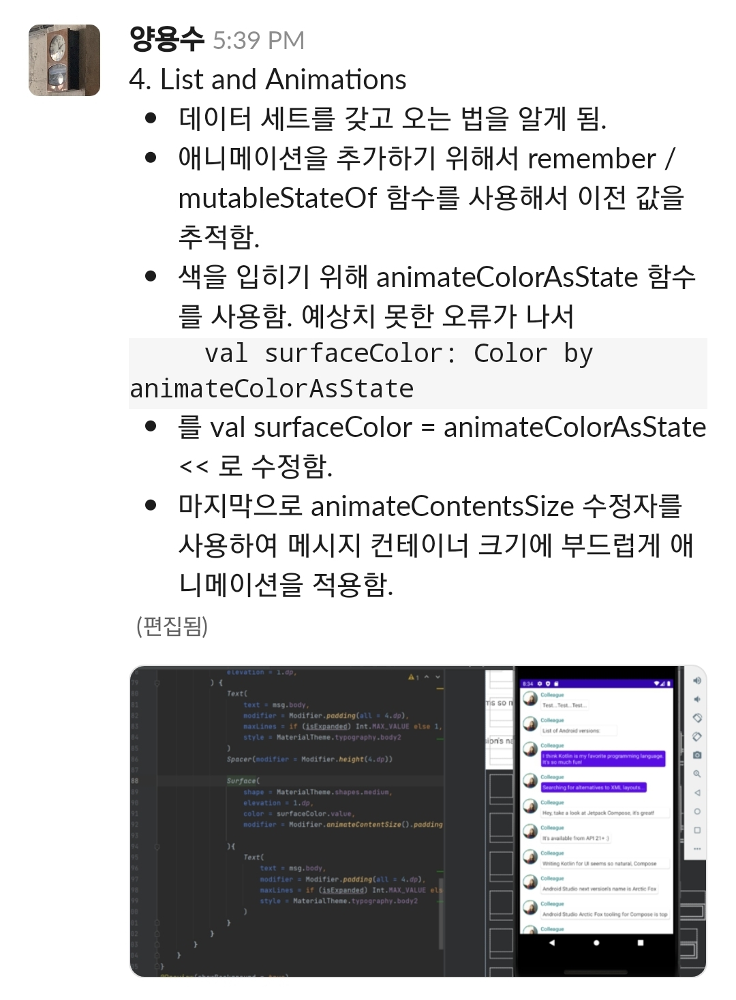 양용수 5:39 PM
4. List and Animations
• 데이터 세트를 갖고 오는 법을 알게 됨.
• 애니메이션을 추가하기 위해서 remember /
mutableStateOf 함수를 사용해서 이전 값을
추적함.
• 색을 입히기 위해 animateColorAsState 함수
를 사용함. 예상치 못한 오류가 나서
val surfaceColor: Color by
animateColorAsState
• 를 val surfaceColor = animateColorAsState
<< 로 수정함.
• 마지막으로 animateContentsSize 수정자를
사용하여 메시지 컨테이너 크기에 부드럽게 애
니메이션을 적용함.
(편집됨)
elevation = 1.dp,
) {
Text(
text = msg.body,
modifier = Modifier.padding(all = 4.dp),
maxLines = if (isExpanded) Int.MAX_VALUE else 1,
style = MaterialTheme.typography.body2
)
Spacer(modifier = Modifier.height(4.dp))
88 Surface(
shape = MaterialTheme.shapes.medium,
elevation = 1.dp,
color = surfaceColor.value,
modifier = Modifier.animateContentSize().padding
){
Text(
text = msg.body,
modifier = Modifier.padding(all = 4.dp),
maxLines = if (isExpanded) Int.MAX_VALUE els
style = MaterialTheme.typography.body2
)
}
}
}
}
}
8:34
Colleague
Test...Test...Test...
Colleague
List of Android versions:
Colleague
I think Kotlin is my favorite programming language.
It's so much fun!
Colleague
Searching for alternatives to XML layouts...
Colleague
Hey, take a look at Jetpack Compose, it's great!
Colleague
It's available from API 21+ :)
Colleague
Writing Kotlin for UI seems so natural, Compose
Colleague
Android Studio next version's name is Arctic Fox
Colleague
Android Studio Arctic Fox tooling for Compose is top
Colleague